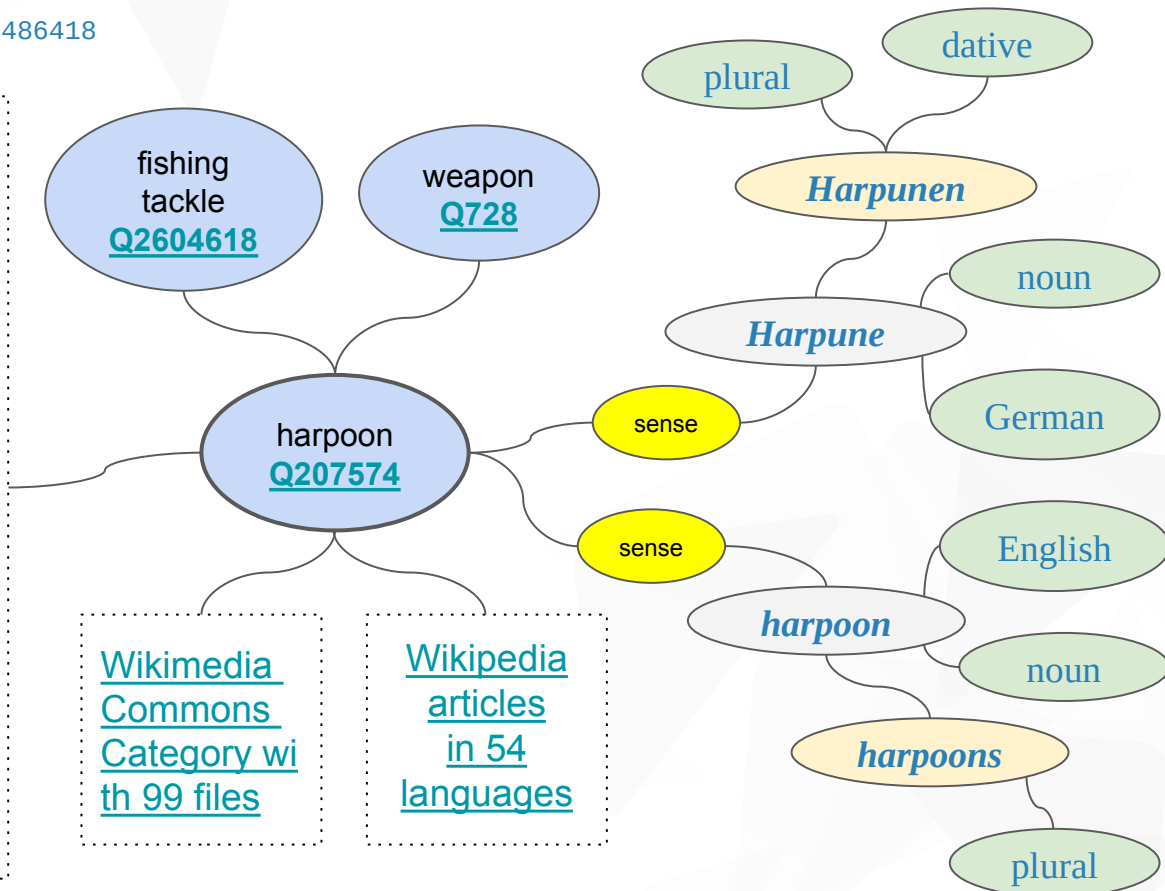 486418
dative
plural
fishing
tackle
Q2604618
weapon
Q728
Harpunen
noun
Harpune
German
sense
harpoon
Q207574
sense
English
harpoon
noun
Wikimedia
Commons
Category wi
th 99 files
Wikipedia
articles
in 54
languages
harpoons
plural